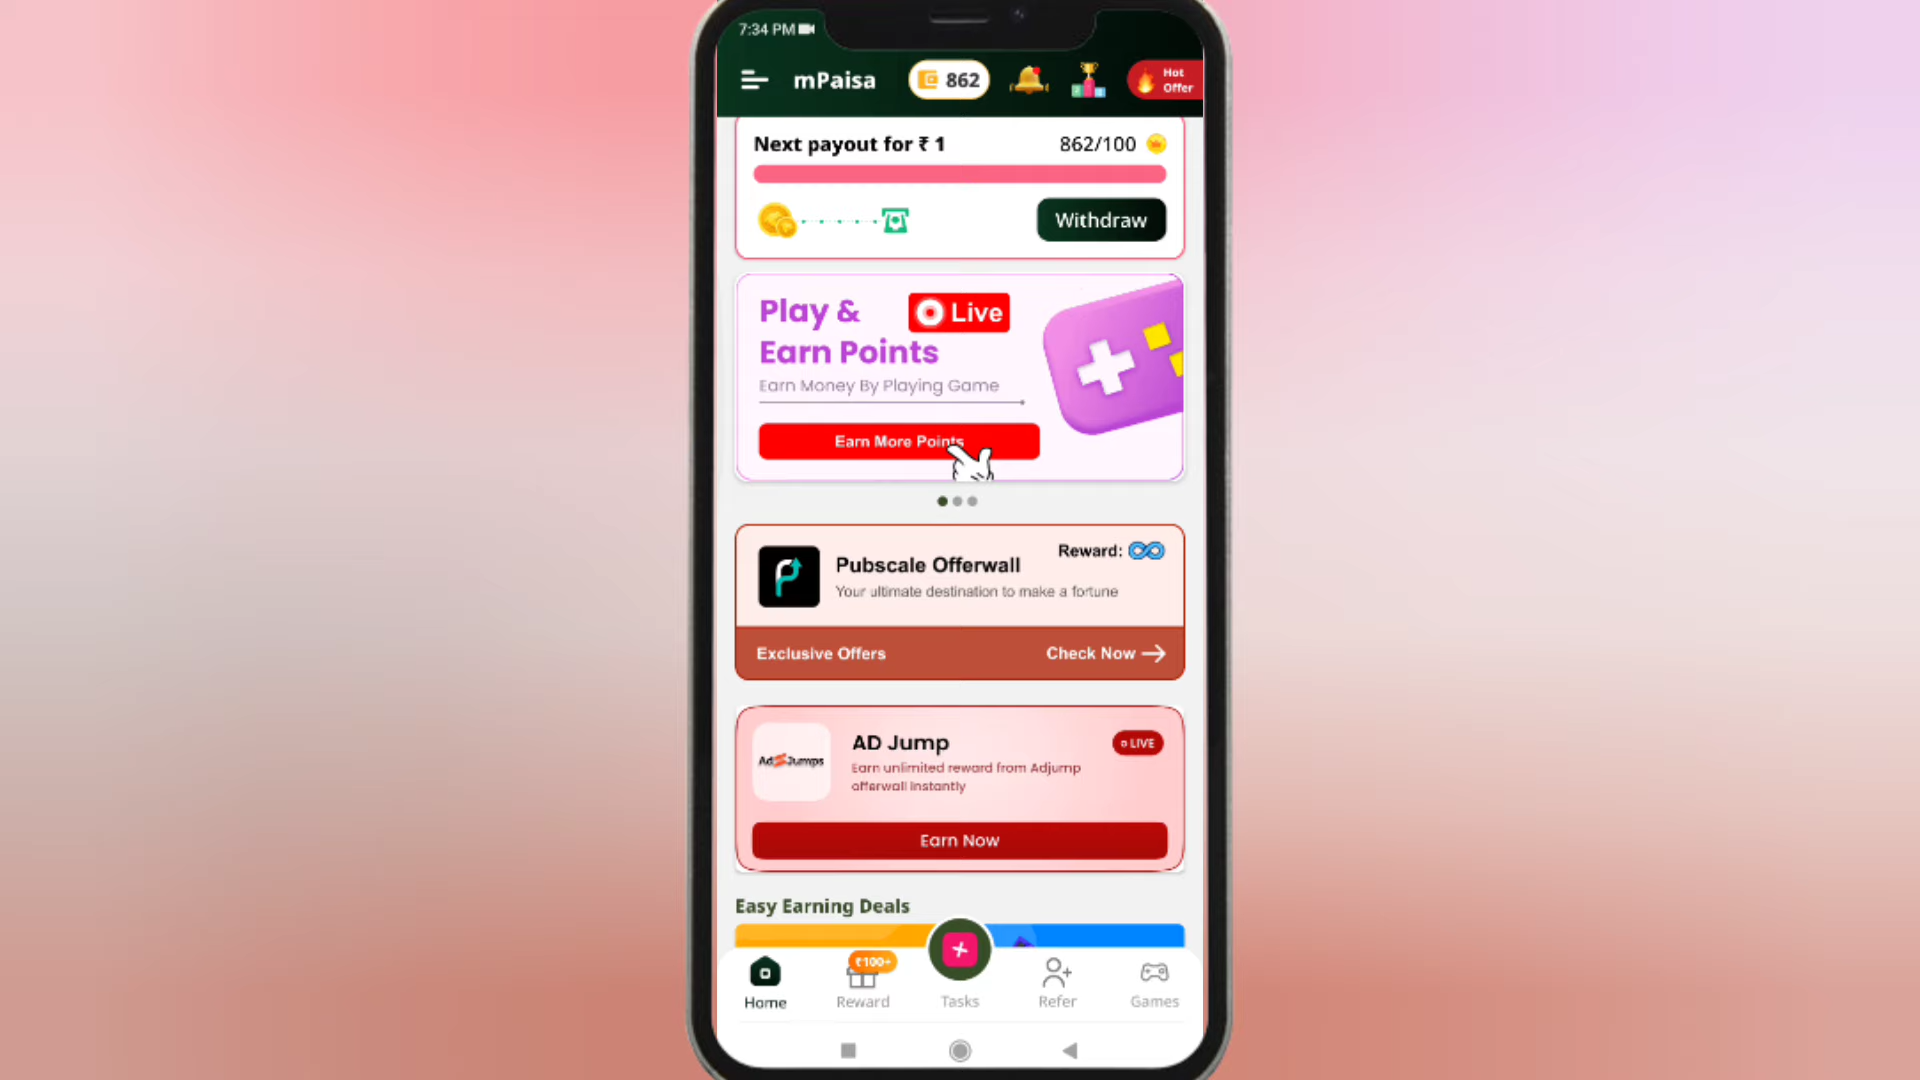 7:34 PM
mPaisa
862
Hot
Offer
Next payout for ₹ 1
862/100
Withdraw
Play &
Live
Earn Points
Earn Money By Playing Game
Earn More Points
Reward:
Pubscale Offerwall
Your ultimate destination to make a fortune
Exclusive Offers
Check Now
AdJumps
AD Jump
LIVE
Earn unlimited reward from Adjump
offerwall instantly
Earn Now
Easy Earning Deals
₹100+
Home
Reward
Tasks
Refer
Games